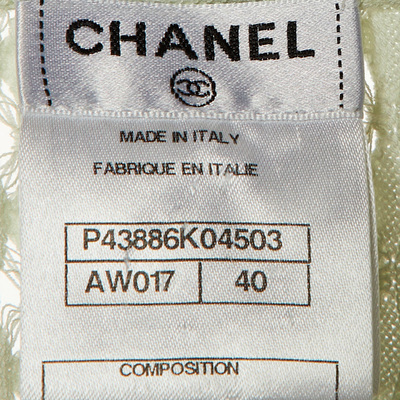 CHANEL
MADE IN ITALY
FABRIQUE EN ITALIE
P43886K04503
AW017 40
COMPOSITION